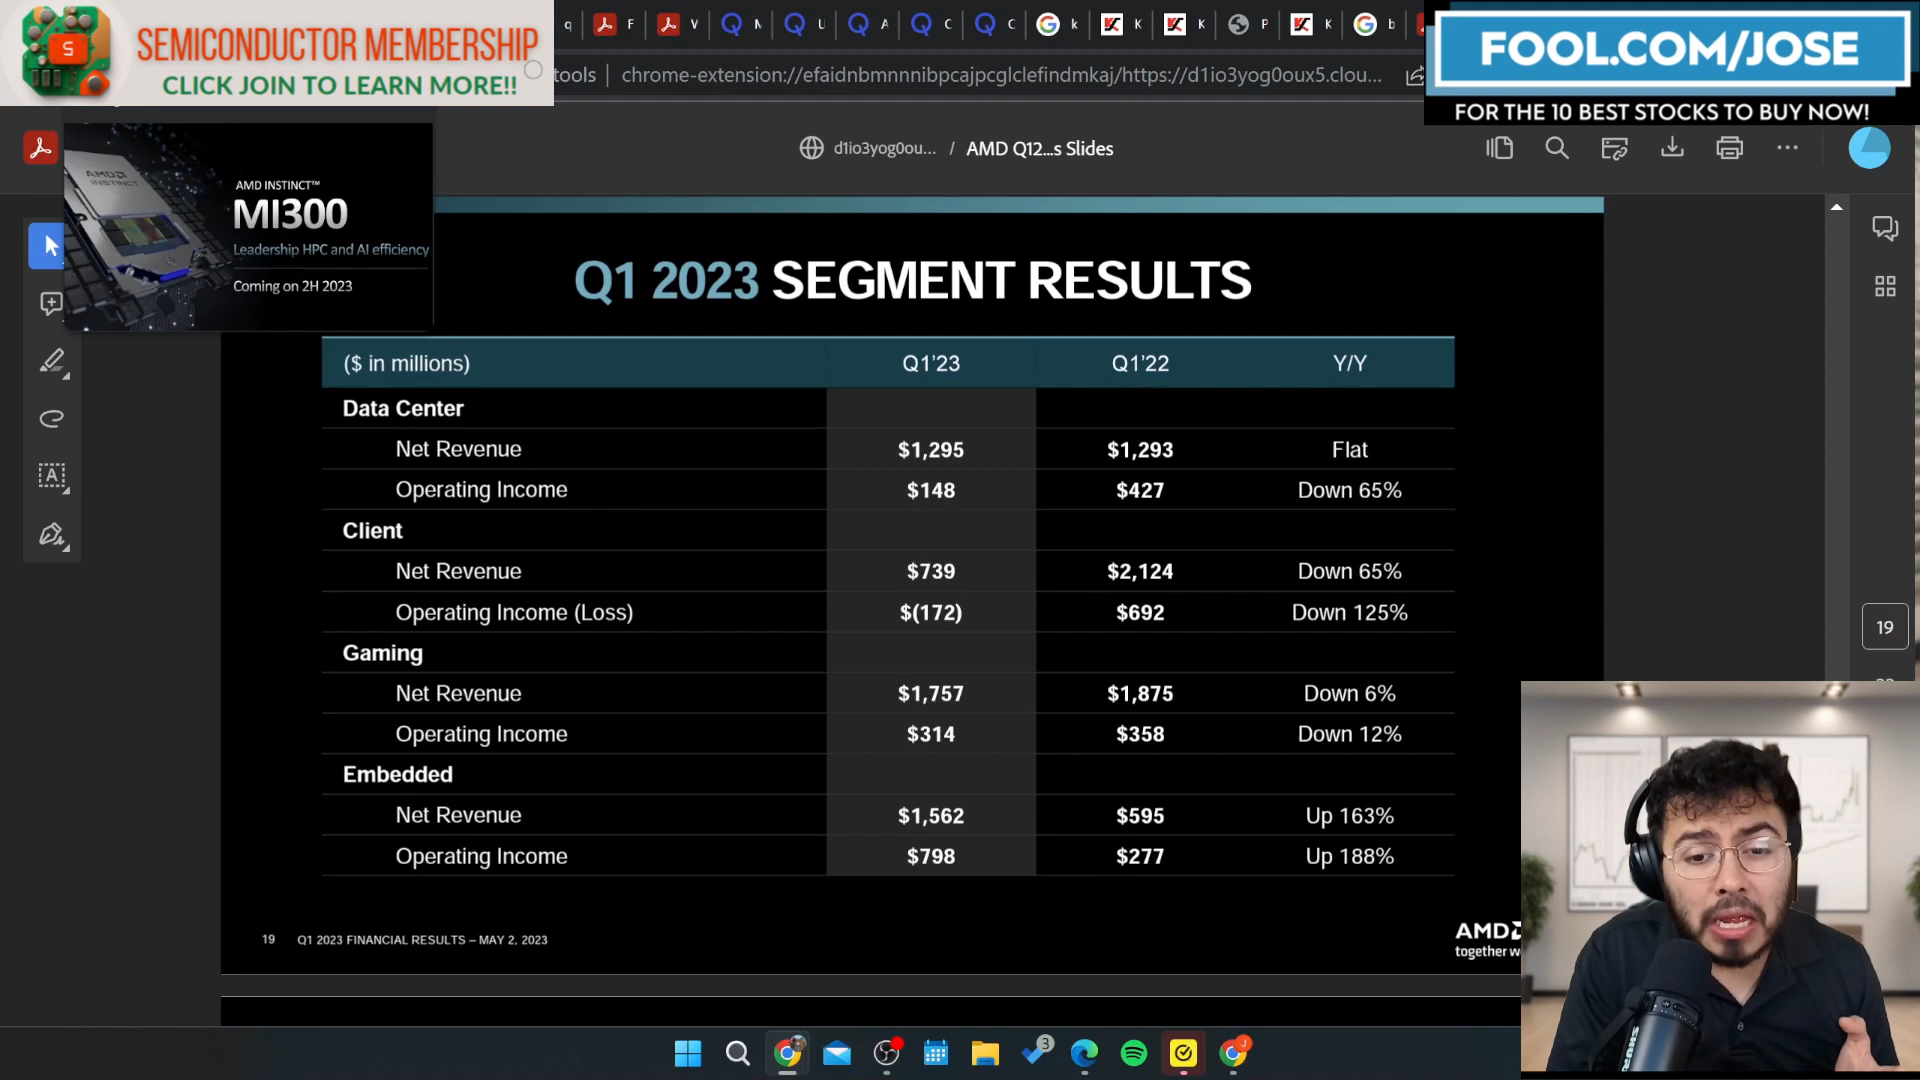 SEMICONDUCTOR MEMBERSHIP
CLICK JOIN TO LEARN MORE!!
S
q F V M U A C C k K K P K b
FOOL.COM/JOSE
FOR THE 10 BEST STOCKS TO BUY NOW!
tools chrome-extension://efaidnbmnnnibpcajpcglclefindmkaj/https://d1io3yog0oux5.clou...
d1io3yog0ou... / AMD Q12...s Slides
AMD INSTINCT™
MI300
Leadership HPC and AI efficiency
Coming on 2H 2023
AMD
INSTINCT
Q1 2023 SEGMENT RESULTS
($ in millions) Q1'23 Q1'22 Y/Y
Data Center
Net Revenue $1,295 $1,293 Flat
Operating Income $148 $427 Down 65%
Client
Net Revenue $739 $2,124 Down 65%
Operating Income (Loss) $(172) $692 Down 125%
Gaming
Net Revenue $1,757 $1,875 Down 6%
Operating Income $314 $358 Down 12%
Embedded
Net Revenue $1,562 $595 Up 163%
Operating Income $798 $277 Up 188%
19
19 Q1 2023 FINANCIAL RESULTS – MAY 2, 2023
AMD
together w
SHURE
3
J